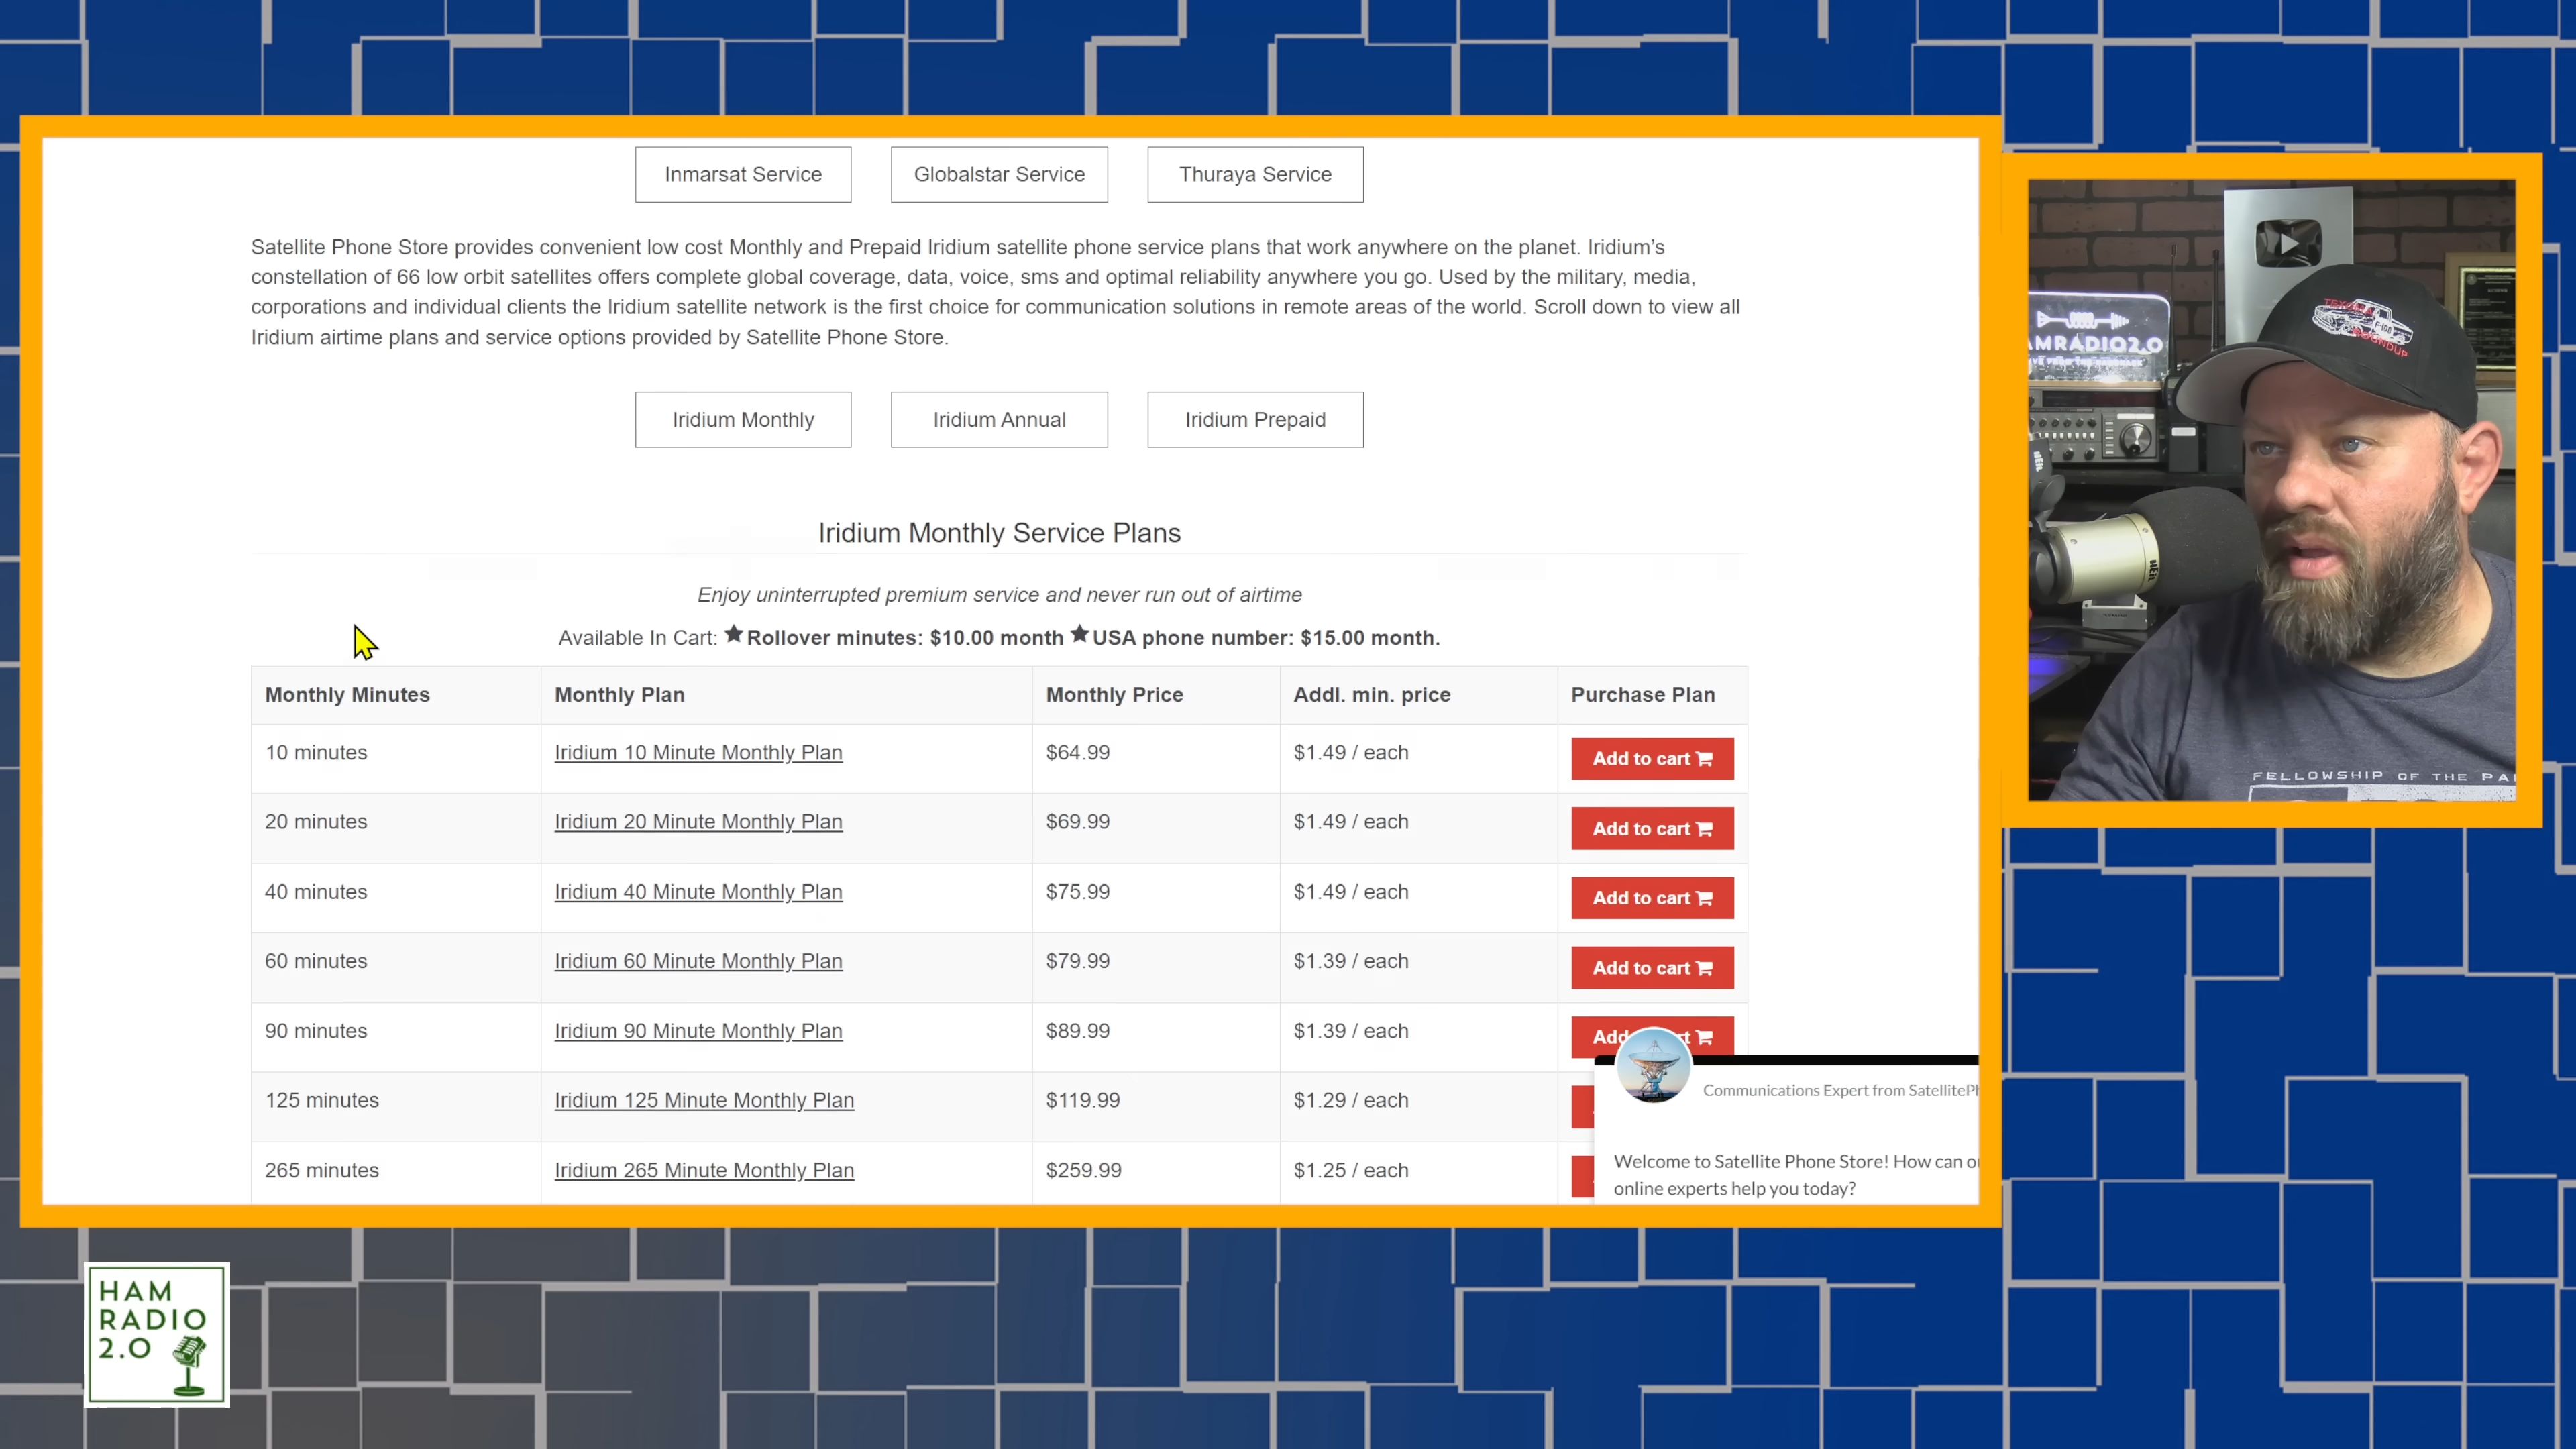 Inmarsat Service
Globalstar Service
Thuraya Service
Satellite Phone Store provides convenient low cost Monthly and Prepaid Iridium satellite phone service plans that work anywhere on the planet. Iridium's
constellation of 66 low orbit satellites offers complete global coverage, data, voice, sms and optimal reliability anywhere you go. Used by the military, media,
corporations and individual clients the Iridium satellite network is the first choice for communication solutions in remote areas of the world. Scroll down to view all
Iridium airtime plans and service options provided by Satellite Phone Store.
Iridium Monthly
Iridium Annual
Iridium Prepaid
Iridium Monthly Service Plans
Enjoy uninterrupted premium service and never run out of airtime
Available In Cart: ★Rollover minutes: $10.00 month ★USA phone number: $15.00 month.
Monthly Minutes Monthly Plan Monthly Price Addl. min. price Purchase Plan
10 minutes Iridium 10 Minute Monthly Plan $64.99 $1.49 / each Add to cart
20 minutes Iridium 20 Minute Monthly Plan $69.99 $1.49 / each Add to cart
40 minutes Iridium 40 Minute Monthly Plan $75.99 $1.49 / each Add to cart
60 minutes Iridium 60 Minute Monthly Plan $79.99 $1.39 / each Add to cart
90 minutes Iridium 90 Minute Monthly Plan $89.99 $1.39 / each
125 minutes Iridium 125 Minute Monthly Plan $119.99 $1.29 / each
265 minutes Iridium 265 Minute Monthly Plan $259.99 $1.25 / each
Communications Expert from SatelliteP
Welcome to Satellite Phone Store! How can
online experts help you today?
AMRADIO2.0
TEXAS
F-100
ROUNDUP
HEIL
FELLOWSHIP OF THE PA
HAM
RADIO
2.0